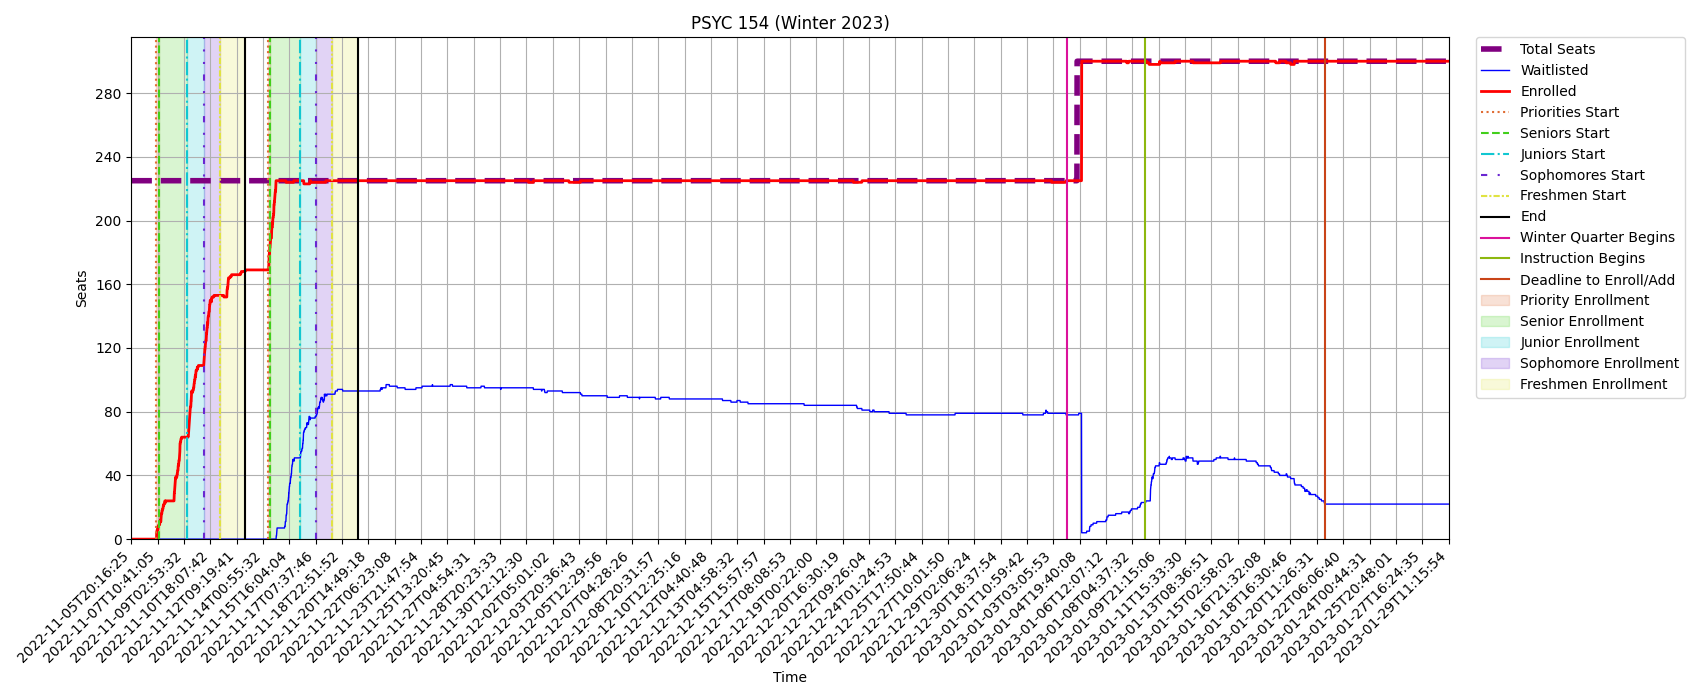 PSYC 154 (Winter 2023)
Seats
280
240
200
160
120
80
40
0
2022-11-05T20:16:25
2022-11-07T10:41:05
2022-11-09T02:53:32
2022-11-10T18:07:42
2022-11-12T09:19:41
2022-11-14T00:55:32
2022-11-15T16:04:04
2022-11-17T07:37:46
2022-11-18T22:51:52
2022-11-20T14:49:18
2022-11-22T06:23:08
2022-11-23T21:47:54
2022-11-25T13:20:45
2022-11-27T04:54:31
2022-11-28T20:23:33
2022-11-30T12:12:30
2022-12-02T05:01:02
2022-12-03T20:36:43
2022-12-05T12:29:56
2022-12-07T04:28:26
2022-12-08T20:31:57
2022-12-10T12:25:16
2022-12-12T04:40:48
2022-12-13T04:58:32
2022-12-15T15:57:57
2022-12-17T08:08:53
2022-12-19T00:22:00
2022-12-20T16:30:19
2022-12-22T09:26:04
2022-12-24T01:24:53
2022-12-25T17:50:44
2022-12-27T10:01:50
2022-12-29T02:06:24
2022-12-30T18:37:54
2023-01-01T10:59:42
2023-01-03T03:05:53
2023-01-04T19:40:08
2023-01-06T12:07:12
2023-01-08T04:37:32
2023-01-09T21:15:06
2023-01-11T15:33:30
2023-01-13T08:36:51
2023-01-15T02:58:02
2023-01-16T21:32:08
2023-01-18T16:30:46
2023-01-20T11:26:31
2023-01-22T06:06:40
2023-01-24T00:44:31
2023-01-25T20:48:01
2023-01-27T16:24:35
2023-01-29T11:15:54
Time
Total Seats
Waitlisted
Enrolled
Priorities Start
Seniors Start
Juniors Start
Sophomores Start
Freshmen Start
End
Winter Quarter Begins
Instruction Begins
Deadline to Enroll/Add
Priority Enrollment
Senior Enrollment
Junior Enrollment
Sophomore Enrollment
Freshmen Enrollment